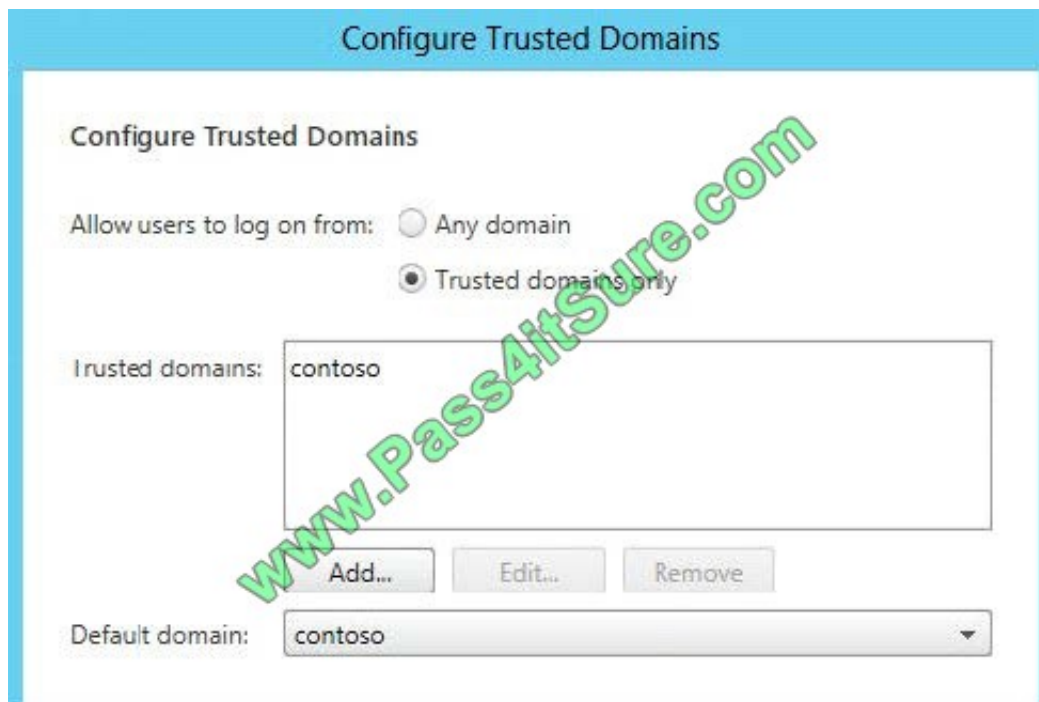 Configure Trusted Domains
Configure Trusted Domains
Allow users to log on from: Any domain
Trusted domains only
Trusted domains: contoso
Add... Edit... Remove
Default domain: contoso
www.Pass4itSure.com